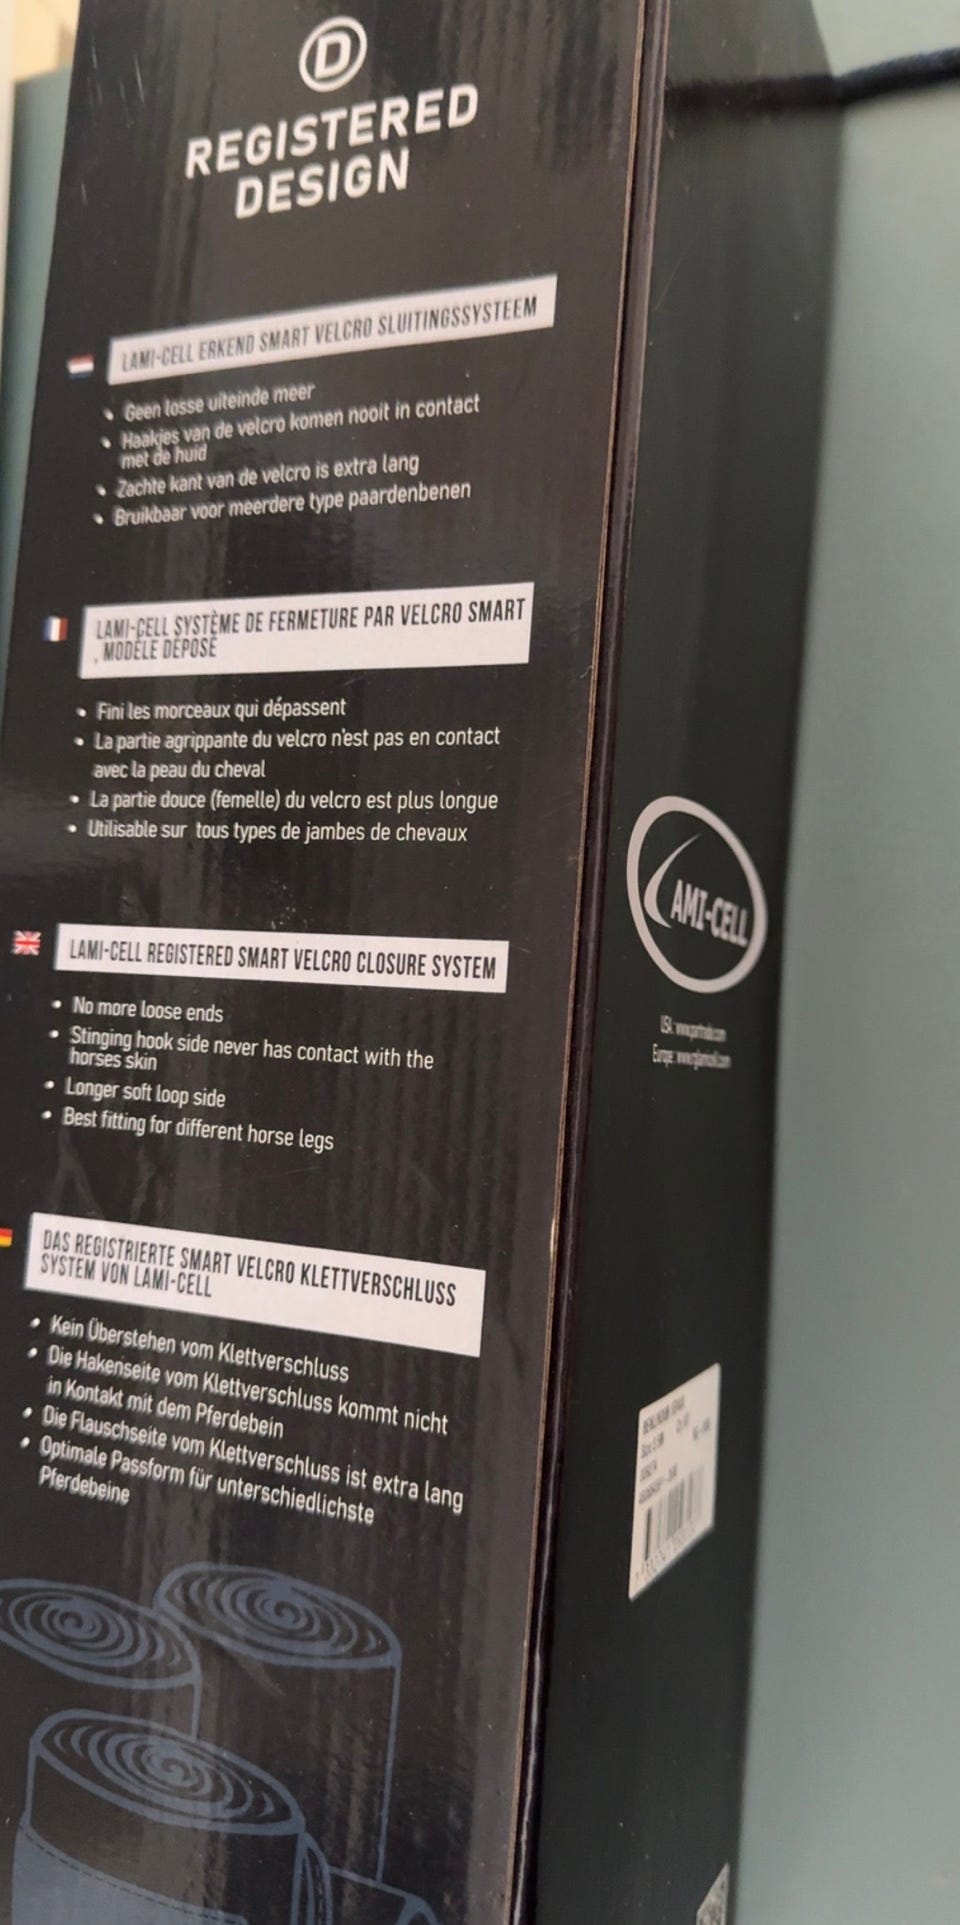 D
REGISTERED
DESIGN
LAMI-CELL ERKEND SMART VELCRO SLUITINGSSYSTEEM
• Geen losse uiteinde meer
• Haakjes van de velcro komen nooit in contact
met de huid
• Zachte kant van de velcro is extra lang
• Bruikbaar voor meerdere type paardenbenen
LAMI-CELL SYSTÈME DE FERMETURE PAR VELCRO SMART
, MODÈLE DÉPOSÉ
• Fini les morceaux qui dépassent
• La partie agrippante du velcro n'est pas en contact
avec la peau du cheval
• La partie douce (femelle) du velcro est plus longue
• Utilisable sur tous types de jambes de chevaux
LAMI-CELL REGISTERED SMART VELCRO CLOSURE SYSTEM
• No more loose ends
• Stinging hook side never has contact with the
horses skin
• Longer soft loop side
• Best fitting for different horse legs
DAS REGISTRIERTE SMART VELCRO KLETTVERSCHLUSS
SYSTEM VON LAMI-CELL
• Kein Überstehen vom Klettverschluss
• Die Hakenseite vom Klettverschluss kommt nicht
in Kontakt mit dem Pferdebein
• Die Flauschseite vom Klettverschluss ist extra lang
• Optimale Passform für unterschiedlichste
Pferdebeine
LAMI-CELL
USA:
Europe: